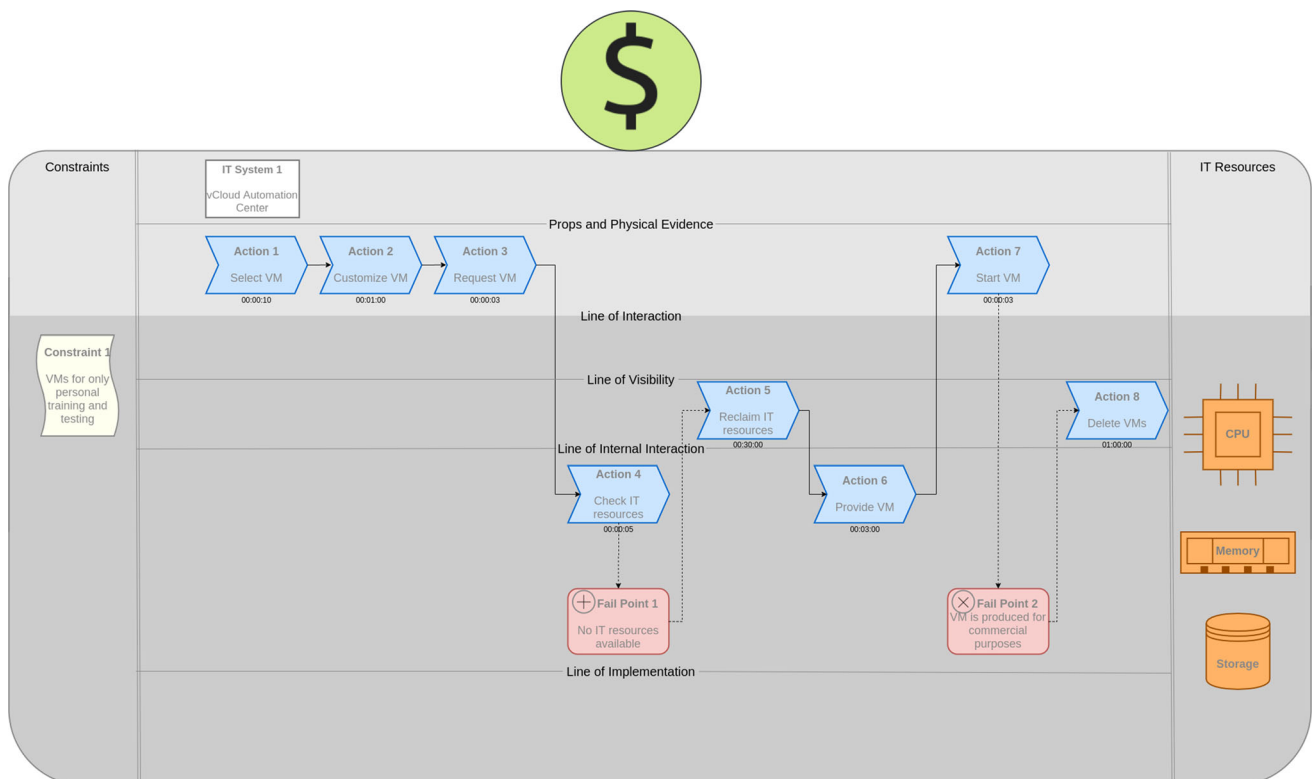 $
Constraints
IT System 1
vCloud Automation
Center
IT Resources
Props and Physical Evidence
Action 1
Select VM
00:00:10
Action 2
Customize VM
00:01:00
Action 3
Request VM
00:00:03
Action 7
Start VM
00:00:03
Line of Interaction
Constraint 1
VMs for only
personal
training and
testing
Line of Visibility
Action 5
Reclaim IT
resources
00:30:00
Action 8
Delete VMs
01:00:00
CPU
Line of Internal Interaction
Action 4
Check IT
resources
00:00:05
Action 6
Provide VM
00:03:00
Memory
Fail Point 1
No IT resources
available
Fail Point 2
VM is produced for
commercial
purposes
Storage
Line of Implementation